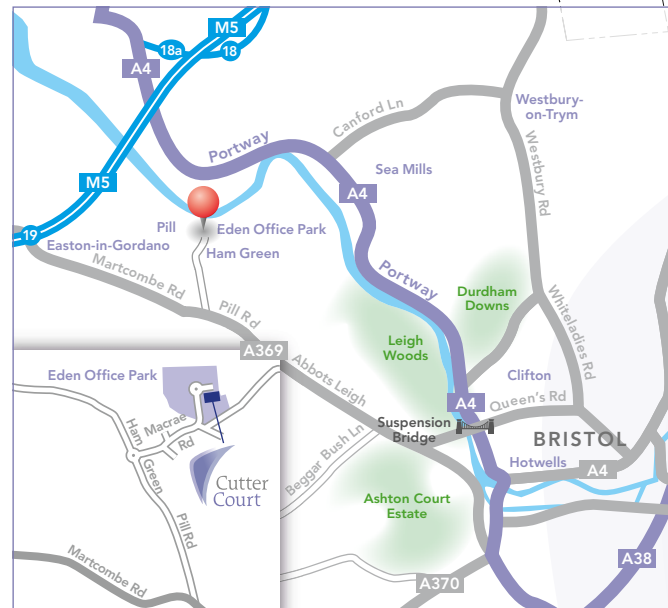 M5
18a
18
A4
Canford Ln
Westbury-
on-Trym
Portway
Westbury Rd
Sea Mills
M5
A4
Pill
Eden Office Park
19
Easton-in-Gordano
Ham Green
Martcombe Rd
Portway
Durdham
Downs
Pill Rd
Whiteladies Rd
Leigh
Woods
A369
Abbots Leigh
Clifton
A4
Queen's Rd
Suspension
Bridge
BRISTOL
Beggar Bush Ln
Hotwells
A4
Ashton Court
Estate
A38
A370
Eden Office Park
Macrae
Rd
Ham
Green
Cutter
Court
Pill Rd
Martcombe Rd